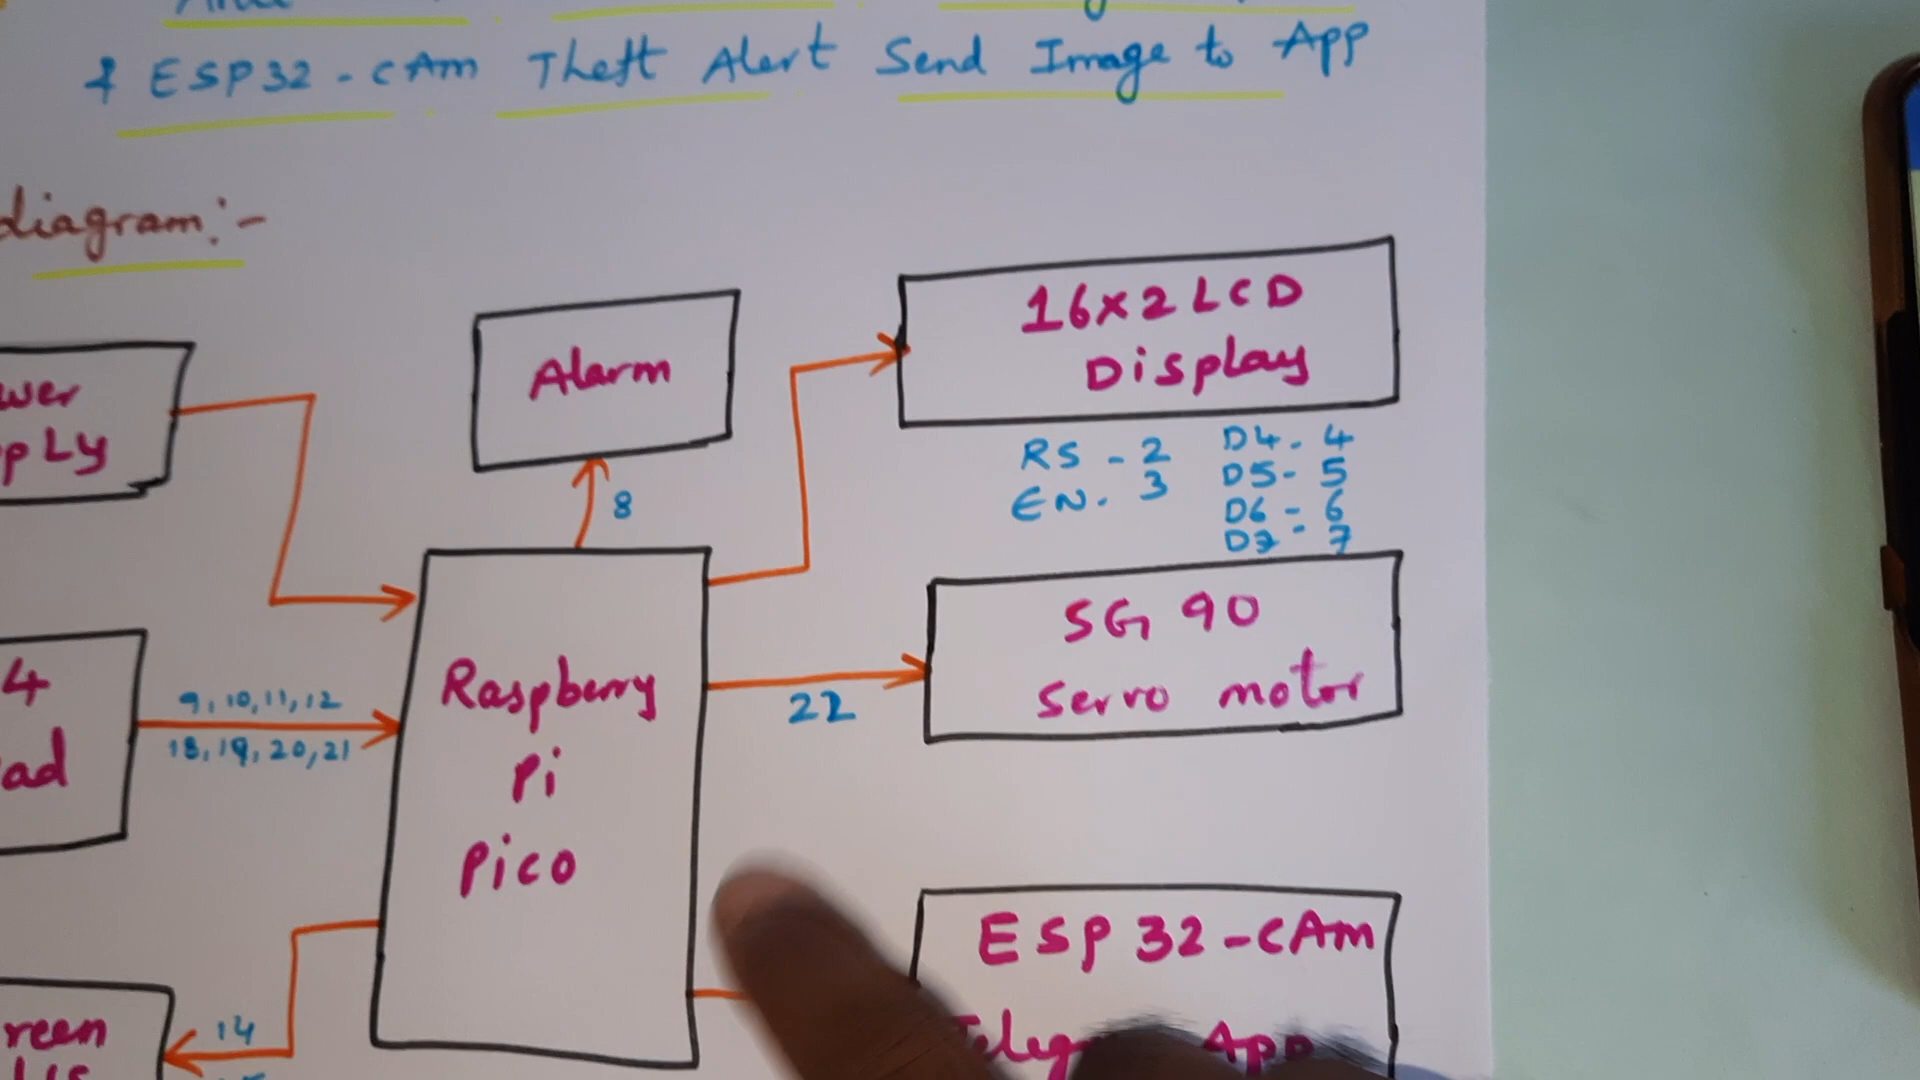 & ESP32-CAm Theft Alert Send Image to App
diagram:-
16x2 LCD
Display
Alarm
RS - 2
EN. 3
D4. 4
D5- 5
D6 - 6
D7 - 7
8
pLy
SG 90
Servo motor
22
4
ad
9, 10, 11, 12
18, 19, 20, 21
Raspberry
Pi
Pico
ESP 32-CAm
App
reen
14